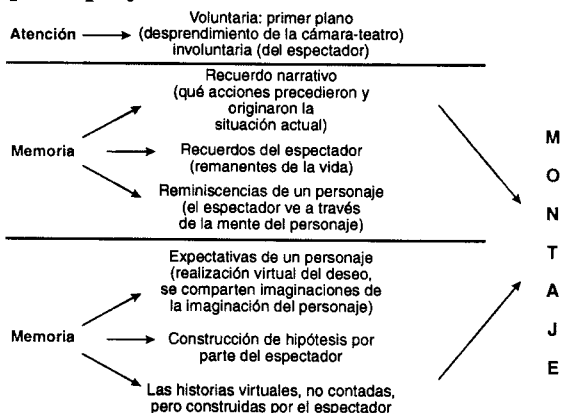 Atención
Voluntaria: primer plano
(desprendimiento de la cámara-teatro)
involuntaria (del espectador)
Memoria
Recuerdo narrativo
(qué acciones precedieron y
originaron la
situación actual)
Recuerdos del espectador
(remanentes de la vida)
Reminiscencias de un personaje
(el espectador ve a través
de la mente del personaje)
Memoria
Expectativas de un personaje
(realización virtual del deseo,
se comparten imaginaciones de
la imaginación del personaje)
Construcción de hipótesis por
parte del espectador
Las historias virtuales, no contadas,
pero construidas por el espectador
M
O
N
T
A
J
E